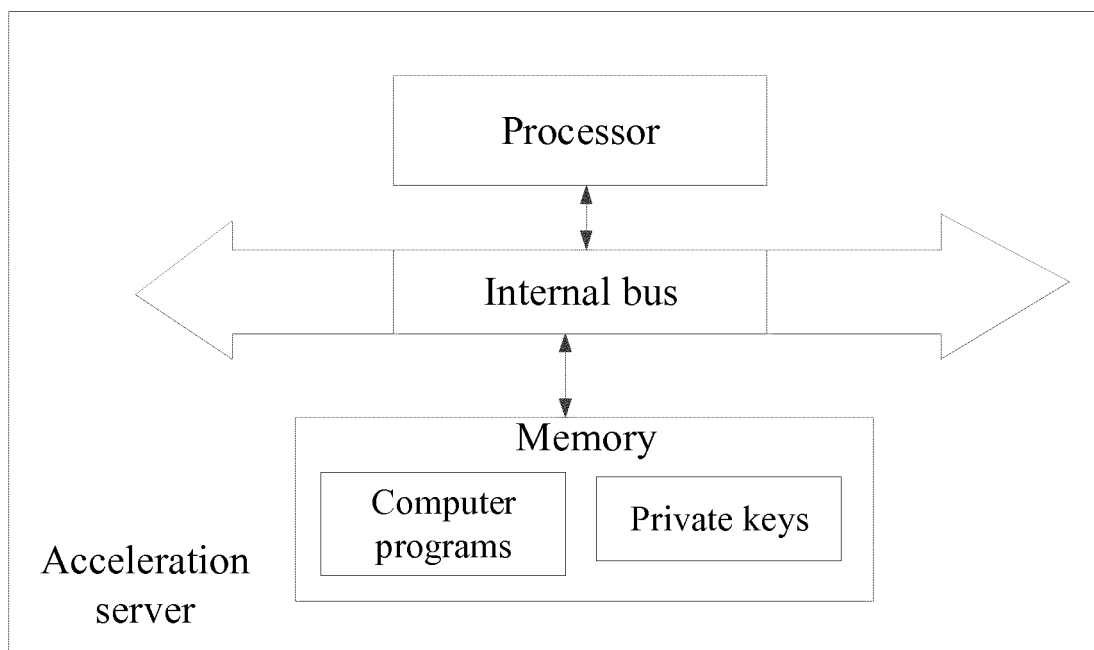 Processor
Internal bus
Memory
Computer
programs
Private keys
Acceleration
server